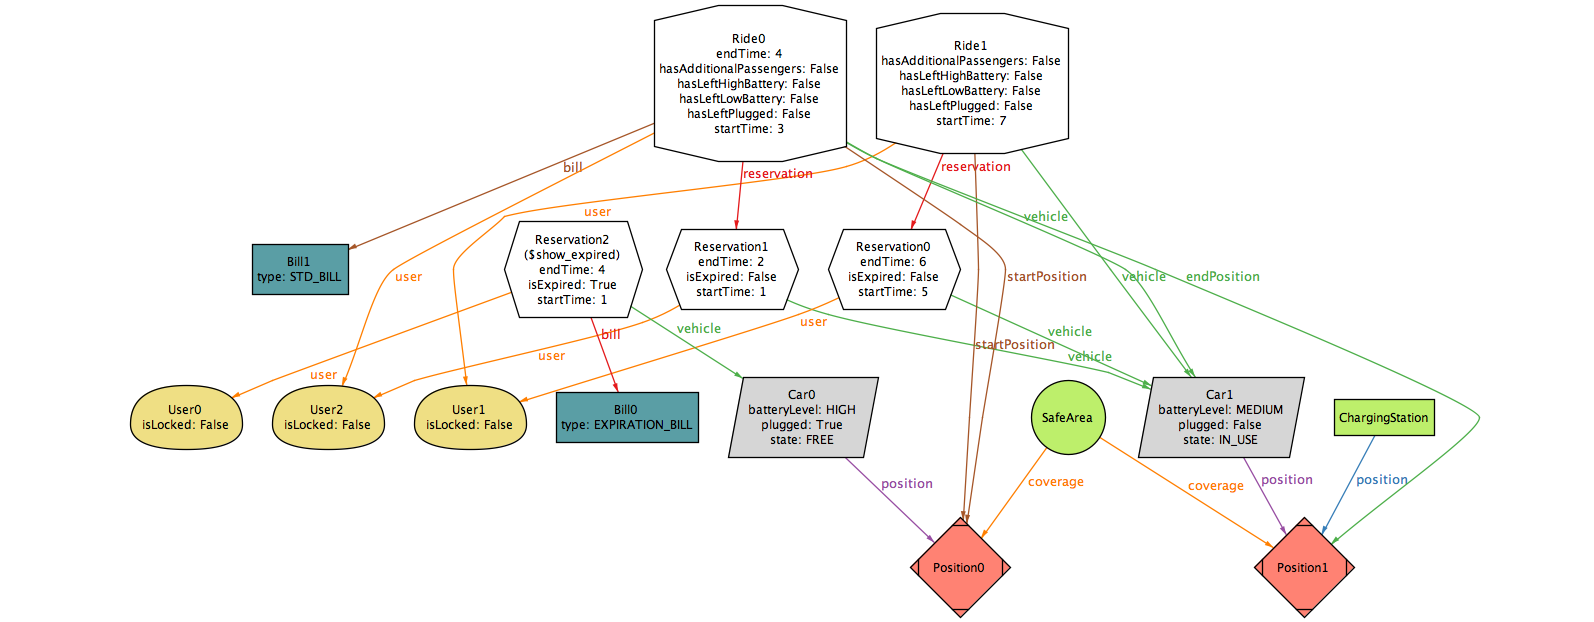 Ride0
endTime: 4
hasAdditionalPassengers: False
hasLeftHighBattery: False
hasLeftLowBattery: False
hasLeftPlugged: False
startTime: 3
Ride1
hasAdditionalPassengers: False
hasLeftHighBattery: False
hasLeftLowBattery: False
hasLeftPlugged: False
startTime: 7
bill
reservation
reservation
user
vehicle
Bill1
type: STD_BILL
user
Reservation2
($show_expired)
endTime: 4
isExpired: True
startTime: 1
Reservation1
endTime: 2
isExpired: False
startTime: 1
Reservation0
endTime: 6
isExpired: False
startTime: 5
startPosition
vehicle
endPosition
bill
vehicle
user
vehicle
startPosition
vehicle
user
user
User0
isLocked: False
User2
isLocked: False
User1
isLocked: False
Bill0
type: EXPIRATION_BILL
Car0
batteryLevel: HIGH
plugged: True
state: FREE
SafeArea
Car1
batteryLevel: MEDIUM
plugged: False
state: IN_USE
ChargingStation
position
coverage
coverage
position
position
Position0
Position1